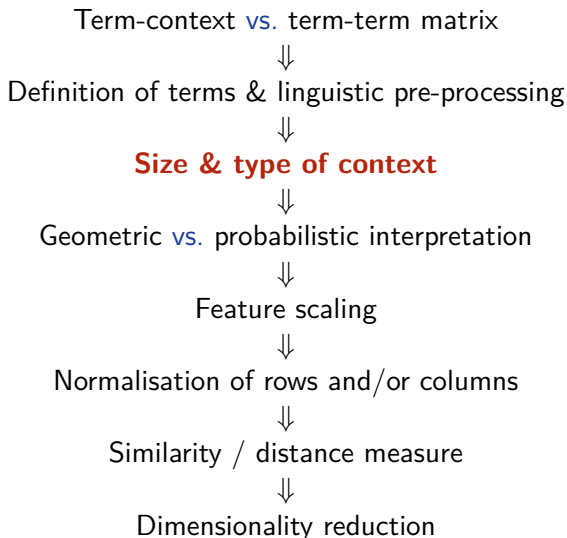 Term-context vs. term-term matrix
⇓
Definition of terms & linguistic pre-processing
⇓
Size & type of context
⇓
Geometric vs. probabilistic interpretation
⇓
Feature scaling
⇓
Normalisation of rows and/or columns
⇓
Similarity / distance measure
⇓
Dimensionality reduction